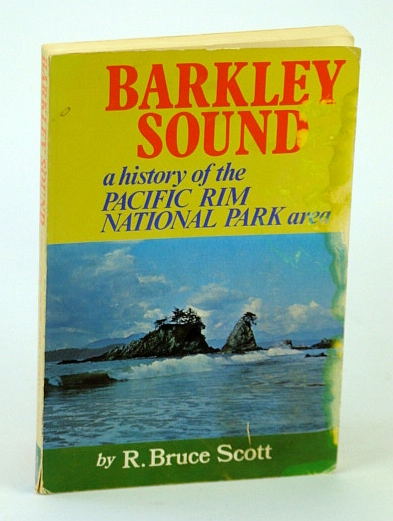 BARKLEY
SOUND
a history of the
PACIFIC RIM
NATIONAL PARK area
by R. Bruce Scott
BARKLEY SOUND